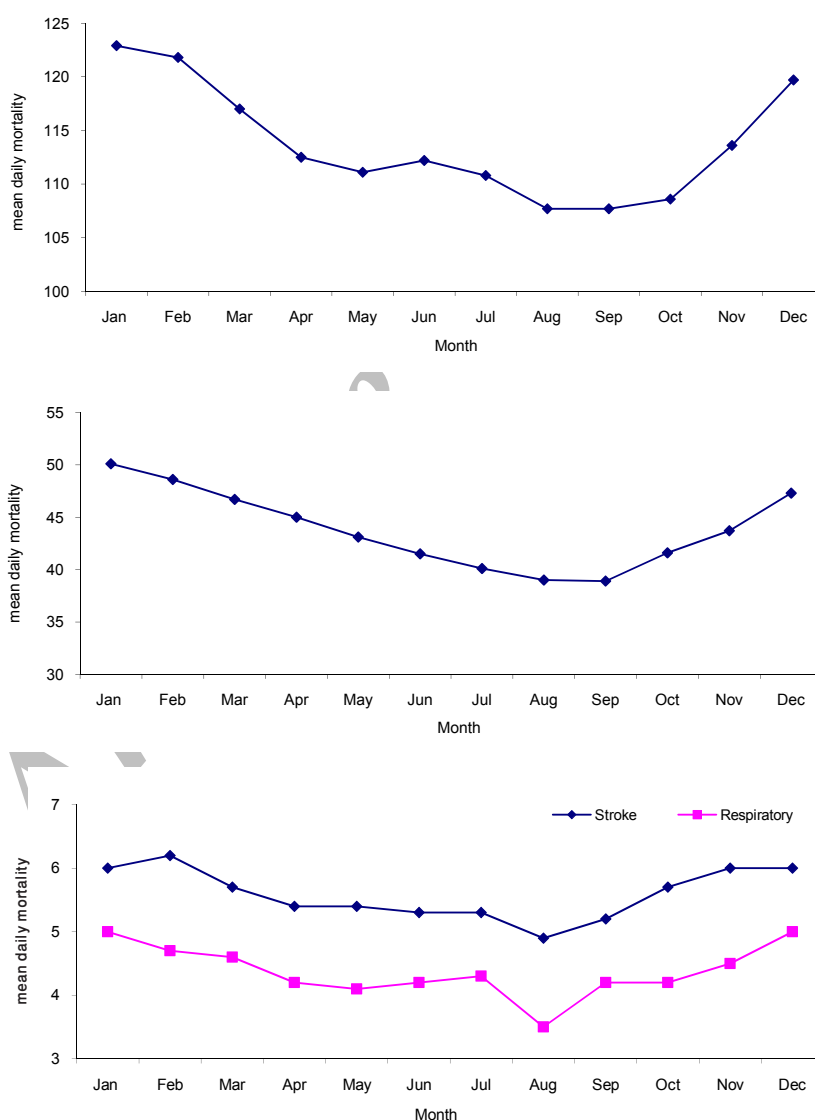 125
120
115
110
105
100
mean daily mortality
Jan Feb Mar Apr May Jun Jul Aug Sep Oct Nov Dec
Month
55
50
45
40
35
30
mean daily mortality
Jan Feb Mar Apr May Jun Jul Aug Sep Oct Nov Dec
Month
7
6
5
4
3
mean daily mortality
Stroke Respiratory
Jan Feb Mar Apr May Jun Jul Aug Sep Oct Nov Dec
Month